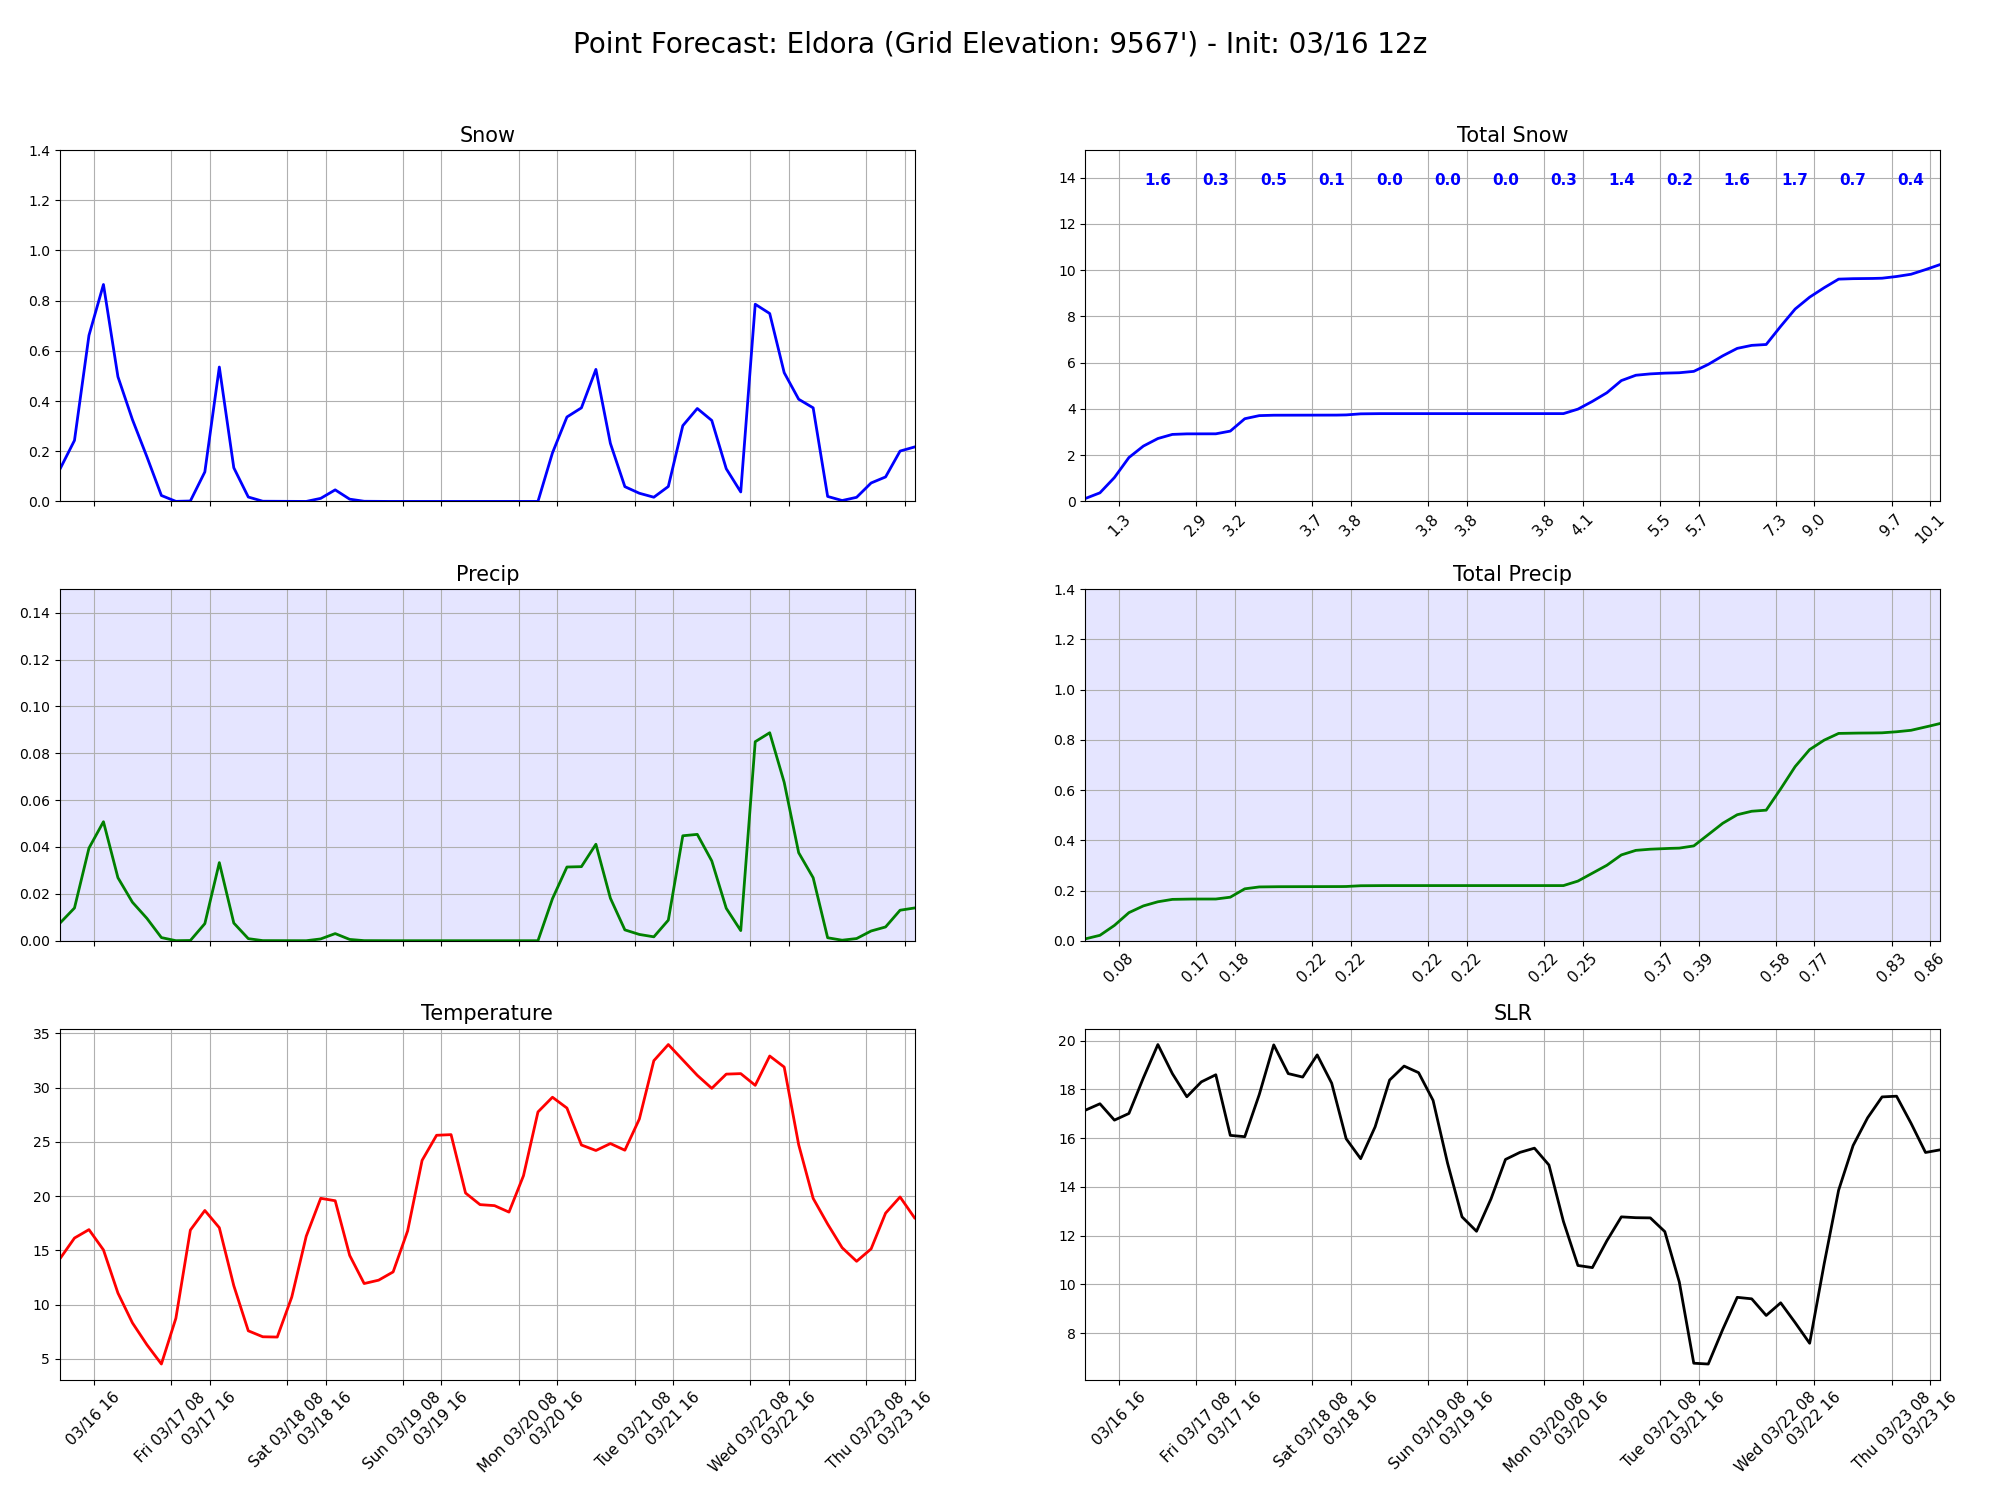 Point Forecast: Eldora (Grid Elevation: 9567') - Init: 03/16 12z
Snow
1.4
1.2
1.0
0.8
0.6
0.4
0.2
0.0
Total Snow
14
12
10
8
6
4
2
0
1.6 0.3 0.5 0.1 0.0 0.0 0.0 0.3 1.4 0.2 1.6 1.7 0.7 0.4
1.3 2.9 3.2 3.7 3.8 3.8 3.8 3.8 4.1 5.5 5.7 7.3 9.0 9.7 10.1
Precip
0.14
0.12
0.10
0.08
0.06
0.04
0.02
0.00
Total Precip
1.4
1.2
1.0
0.8
0.6
0.4
0.2
0.0
0.08 0.17 0.18 0.22 0.22 0.22 0.22 0.22 0.25 0.37 0.39 0.58 0.77 0.83 0.86
Temperature
35
30
25
20
15
10
5
03/16 16
Fri 03/17 08
03/17 16
Sat 03/18 08
03/18 16
Sun 03/19 08
03/19 16
Mon 03/20 08
03/20 16
Tue 03/21 08
03/21 16
Wed 03/22 08
03/22 16
Thu 03/23 08
03/23 16
SLR
20
18
16
14
12
10
8
03/16 16
Fri 03/17 08
03/17 16
Sat 03/18 08
03/18 16
Sun 03/19 08
03/19 16
Mon 03/20 08
03/20 16
Tue 03/21 08
03/21 16
Wed 03/22 08
03/22 16
Thu 03/23 08
03/23 16